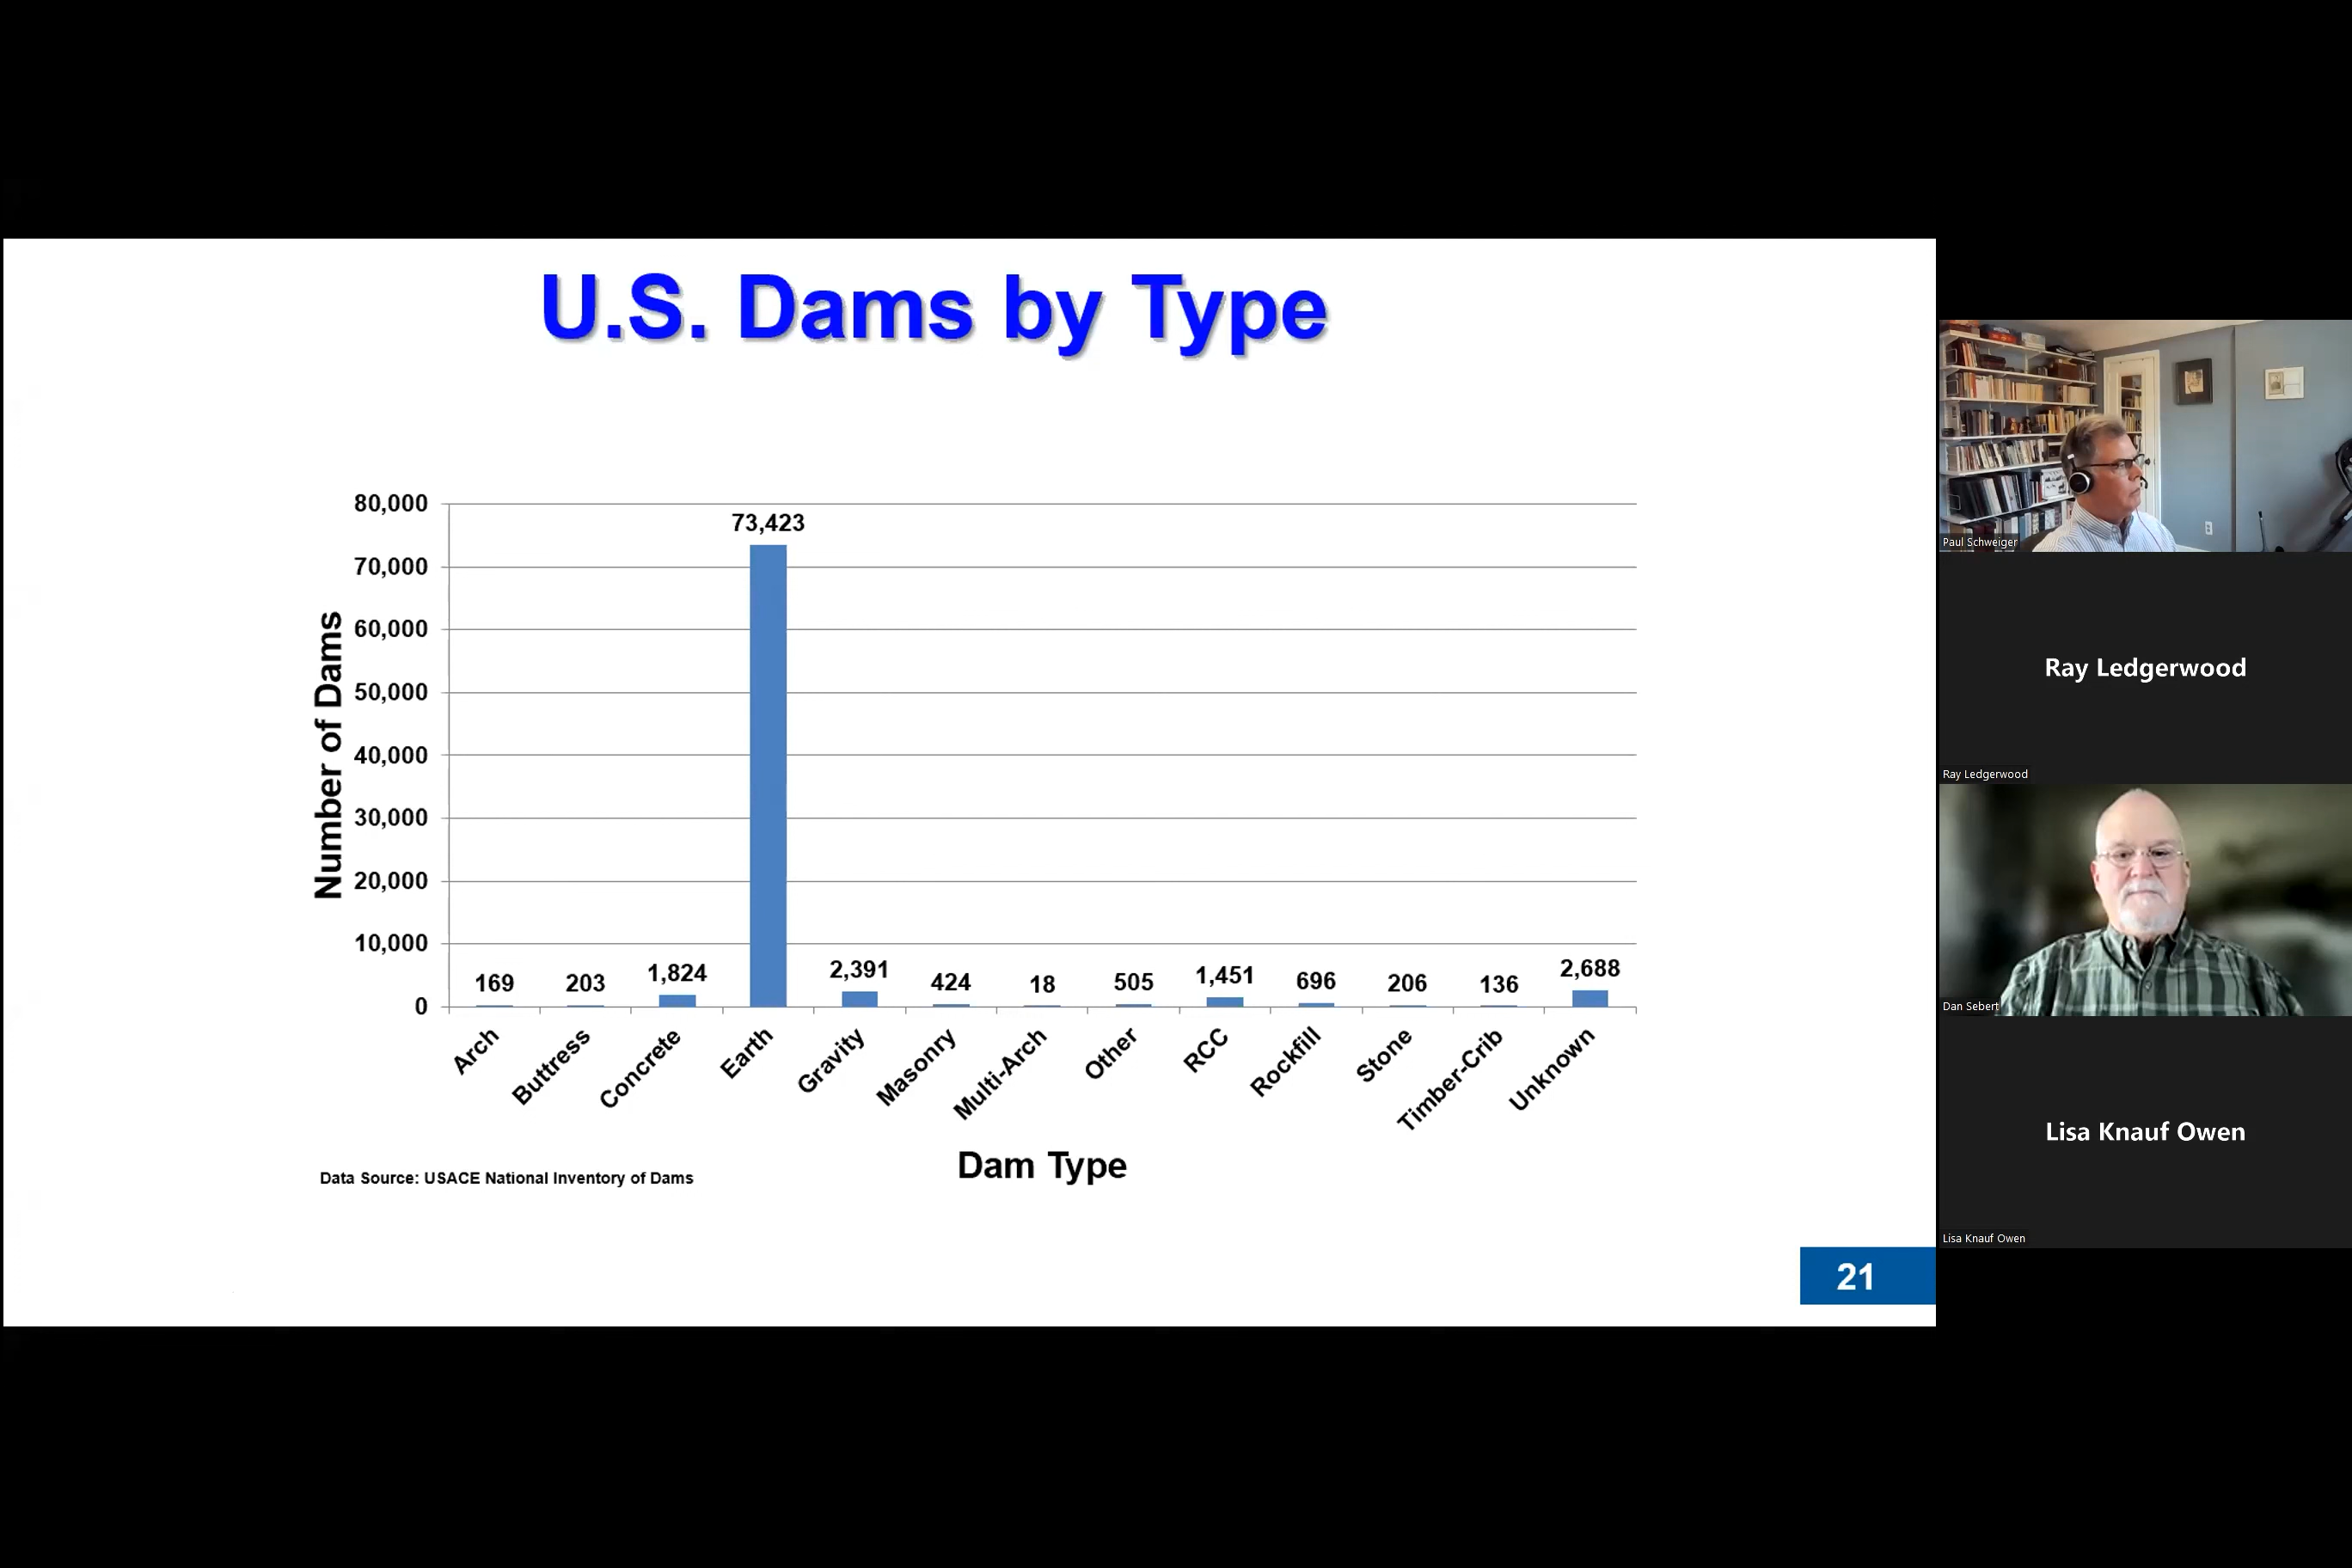 U.S. Dams by Type
Number of Dams
80,000
70,000
60,000
50,000
40,000
30,000
20,000
10,000
0
169
203
1,824
73,423
2,391
424
18
505
1,451
696
206
136
2,688
Arch
Buttress
Concrete
Earth
Gravity
Masonry
Multi-Arch
Other
RCC
Rockfill
Stone
Timber-Crib
Unknown
Dam Type
Data Source: USACE National Inventory of Dams
21
Paul Schweiger
Ray Ledgerwood
Ray Ledgerwood
Dan Sebert
Lisa Knauf Owen
Lisa Knauf Owen